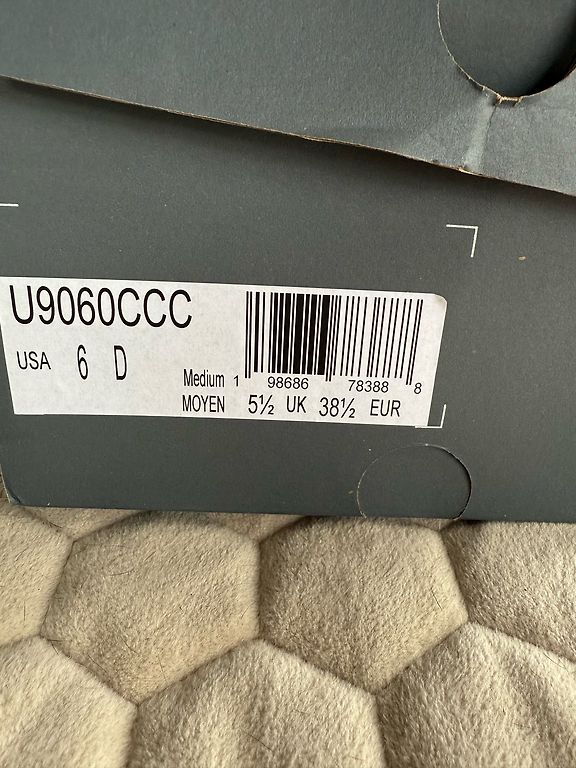 U9060CCC
USA 6 D
1 98686 78388 8
Medium
MOYEN 5½ UK 38½ EUR